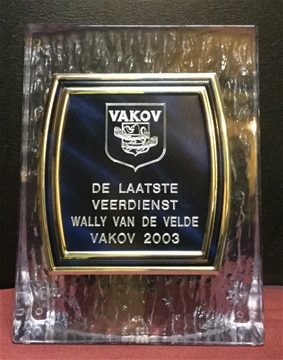 VAKOV
DE LAATSTE
VEERDIENST
WALLY VAN DE VELDE
VAKOV 2003